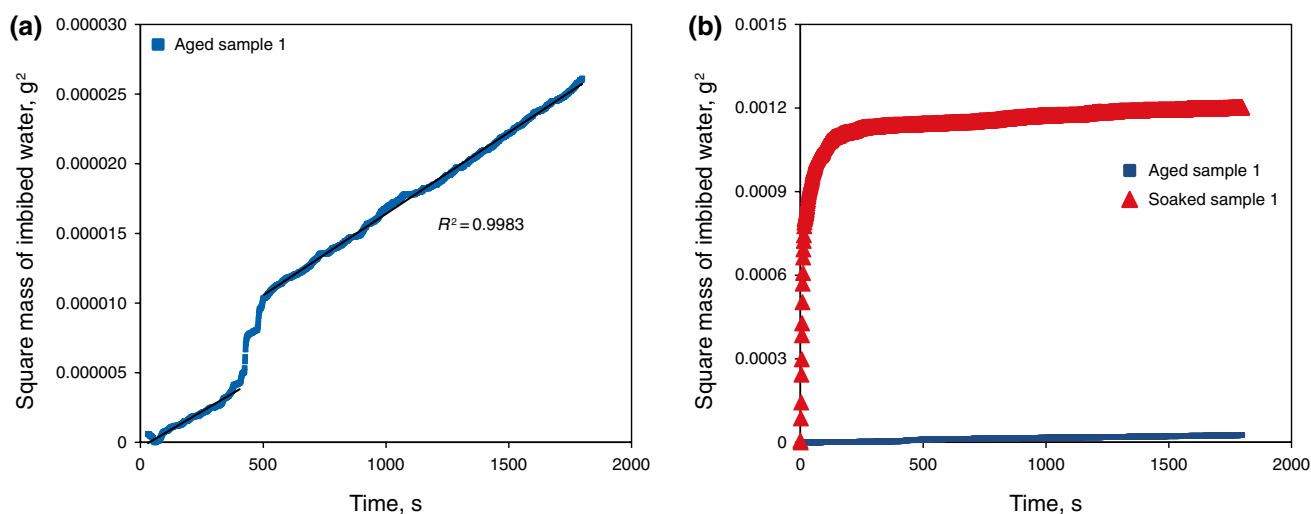 (a)
Aged sample 1
Square mass of imbibed water, g²
0.000030
0.000025
0.000020
0.000015
0.000010
0.000005
0
R² = 0.9983
0
500
1000
1500
2000
Time, s
(b)
Square mass of imbibed water, g²
0.0015
0.0012
0.0009
0.0006
0.0003
0
Aged sample 1
Soaked sample 1
0
500
1000
1500
2000
Time, s